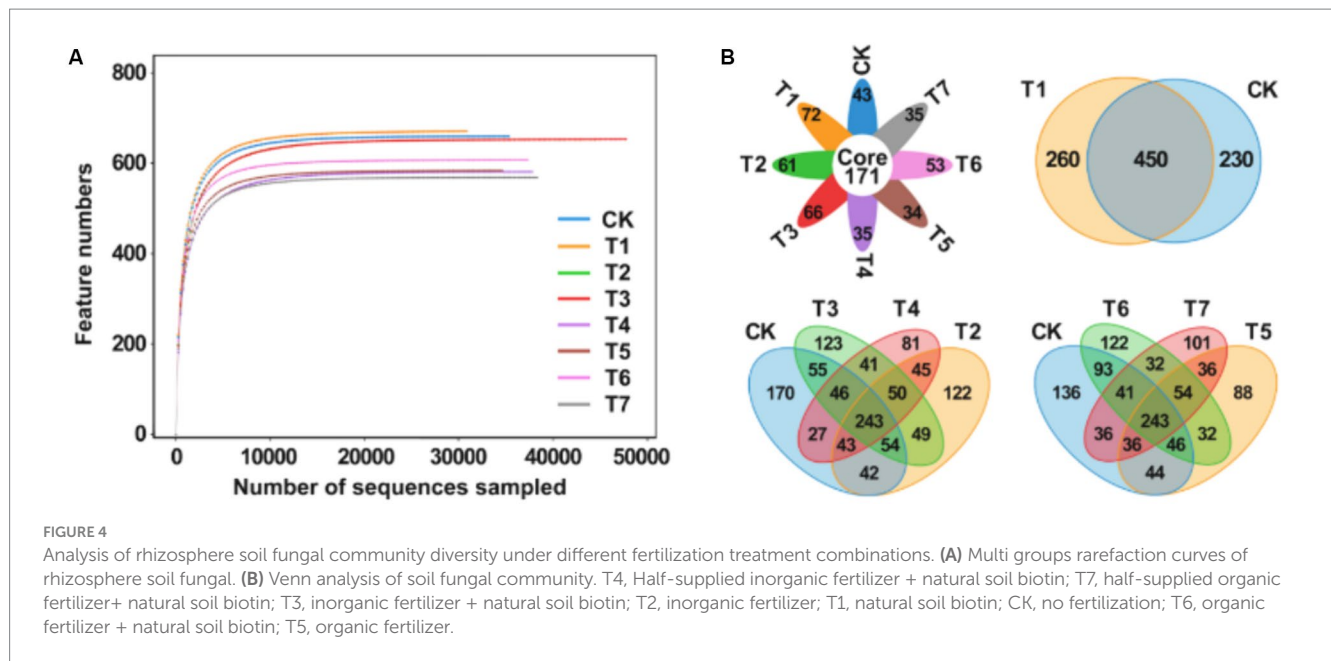 A
800
600
400
200
0
Feature numbers
0 10000 20000 30000 40000 50000
Number of sequences sampled
CK
T1
T2
T3
T4
T5
T6
T7
B
CK
T7
T6
T5
T4
T3
T2
T1
43
35
53
34
35
66
61
72
Core
171
T1
CK
260
450
230
CK
T3
T4
T2
123
81
55
41
45
170
46
50
122
243
27
43
54
49
42
CK
T6
T7
T5
122
101
93
32
36
136
41
54
88
243
36
36
46
32
44
FIGURE 4
Analysis of rhizosphere soil fungal community diversity under different fertilization treatment combinations. (A) Multi groups rarefaction curves of
rhizosphere soil fungal. (B) Venn analysis of soil fungal community. T4, Half-supplied inorganic fertilizer + natural soil biotin; T7, half-supplied organic
fertilizer+ natural soil biotin; T3, inorganic fertilizer + natural soil biotin; T2, inorganic fertilizer; T1, natural soil biotin; CK, no fertilization; T6, organic
fertilizer + natural soil biotin; T5, organic fertilizer.